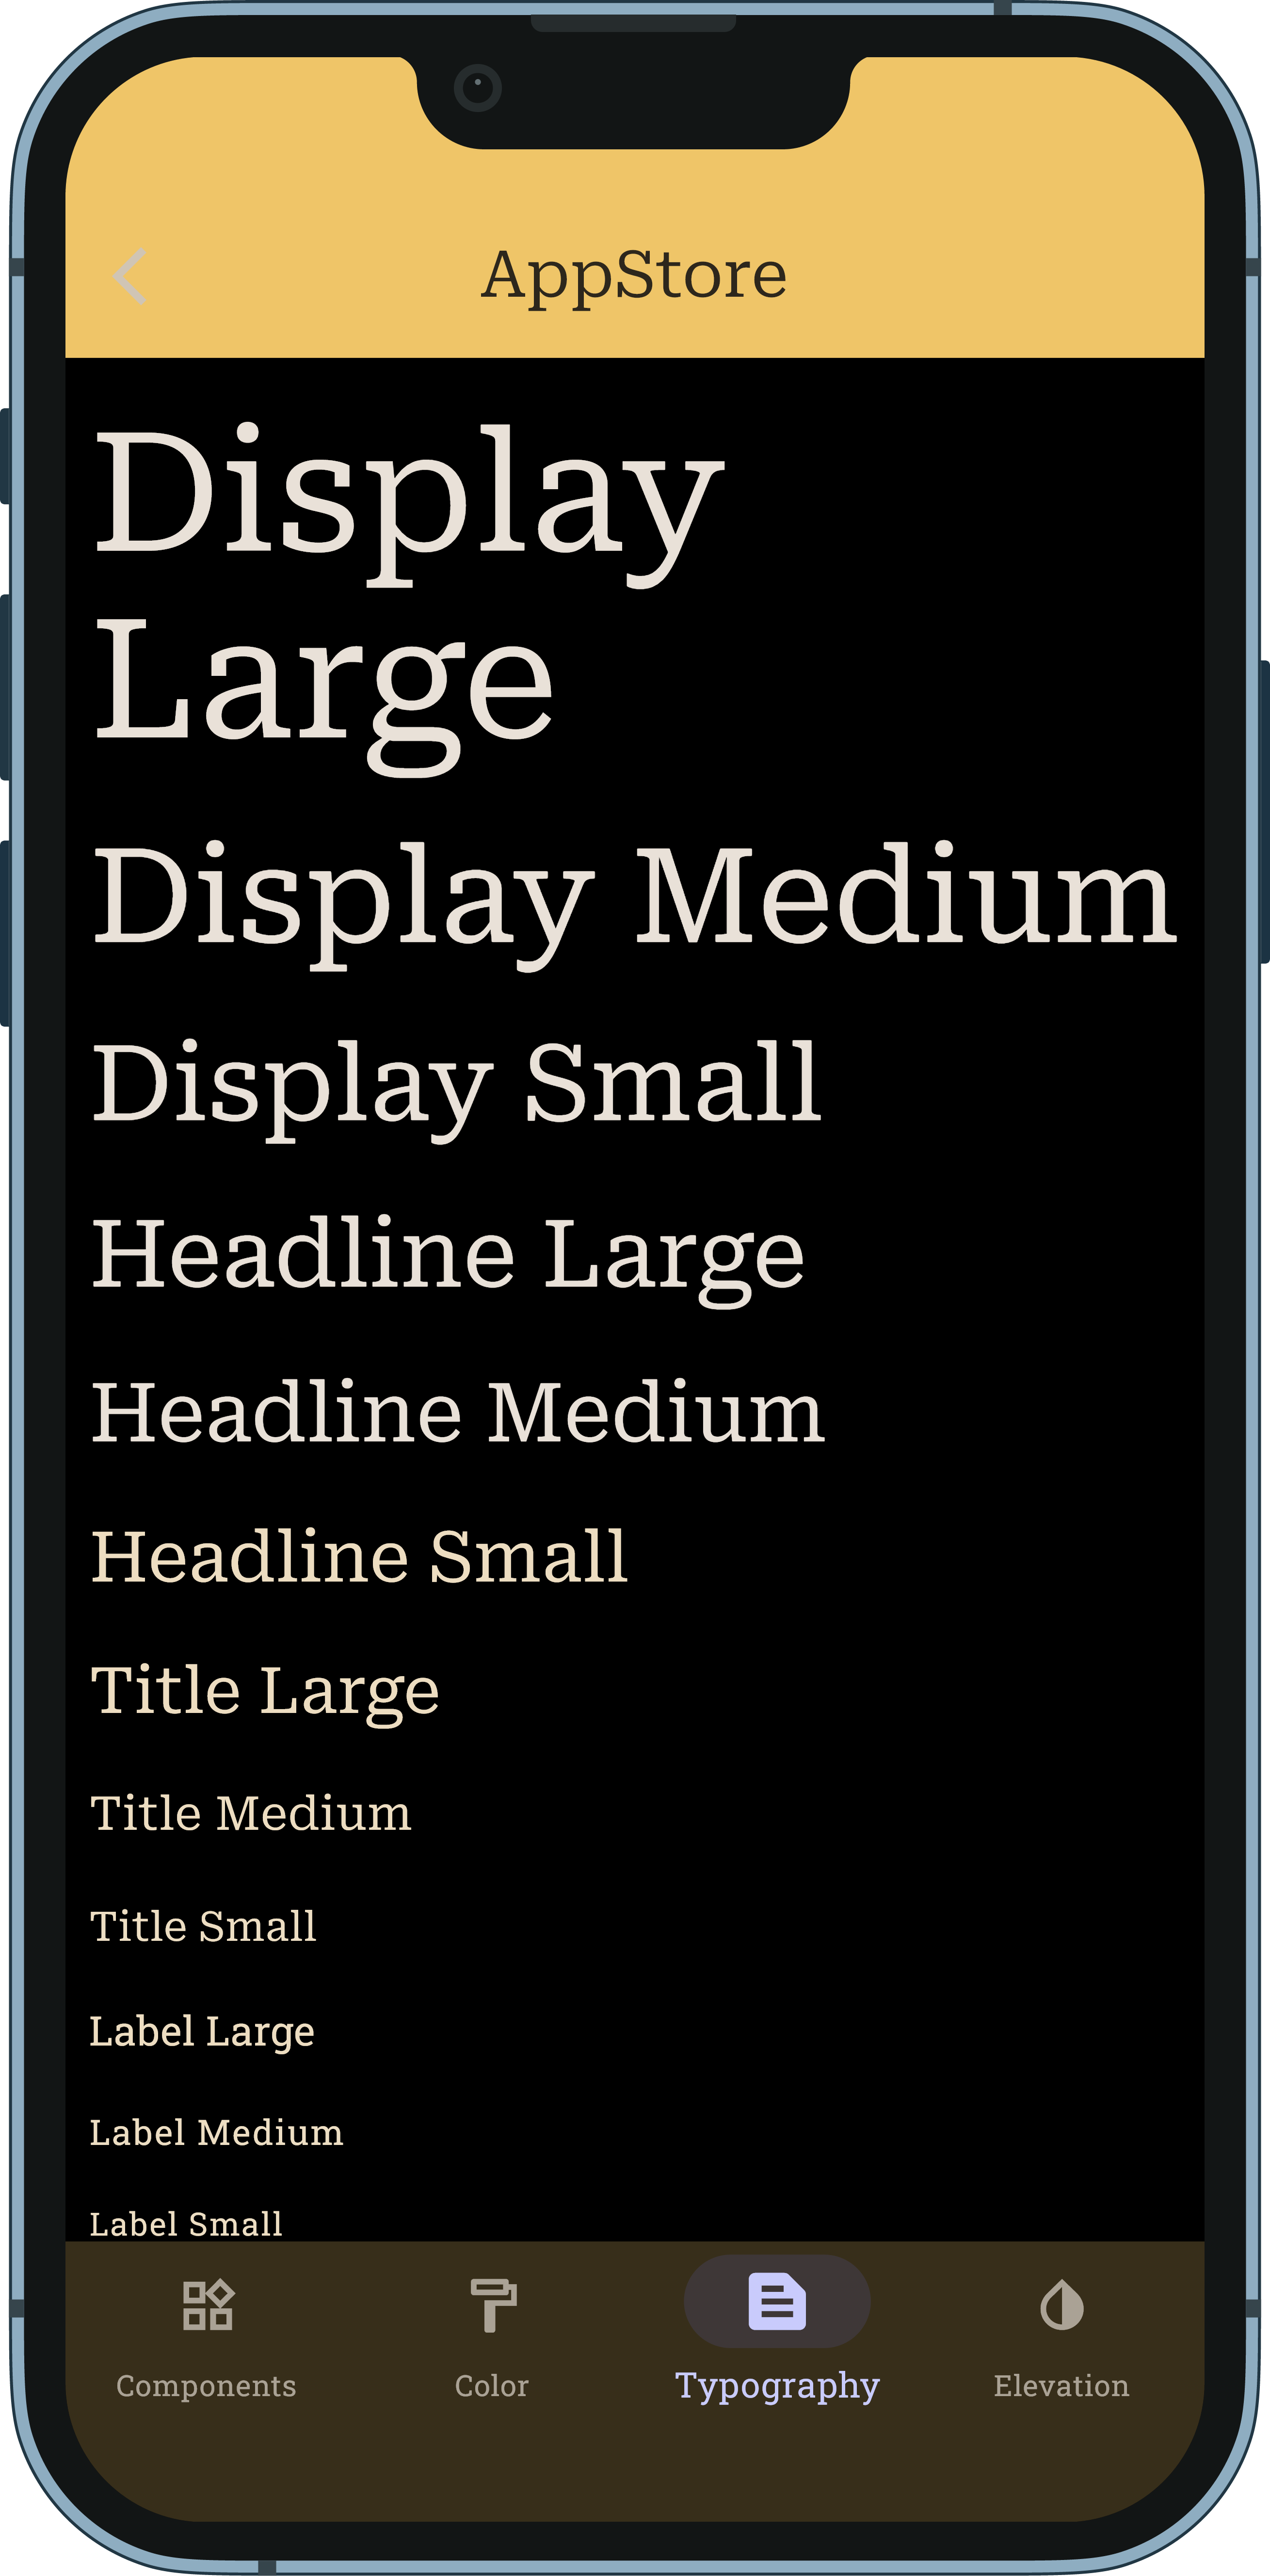 AppStore
Display
Large
Display Medium
Display Small
Headline Large
Headline Medium
Headline Small
Title Large
Title Medium
Title Small
Label Large
Label Medium
Label Small
Components
Color
Typography
Elevation